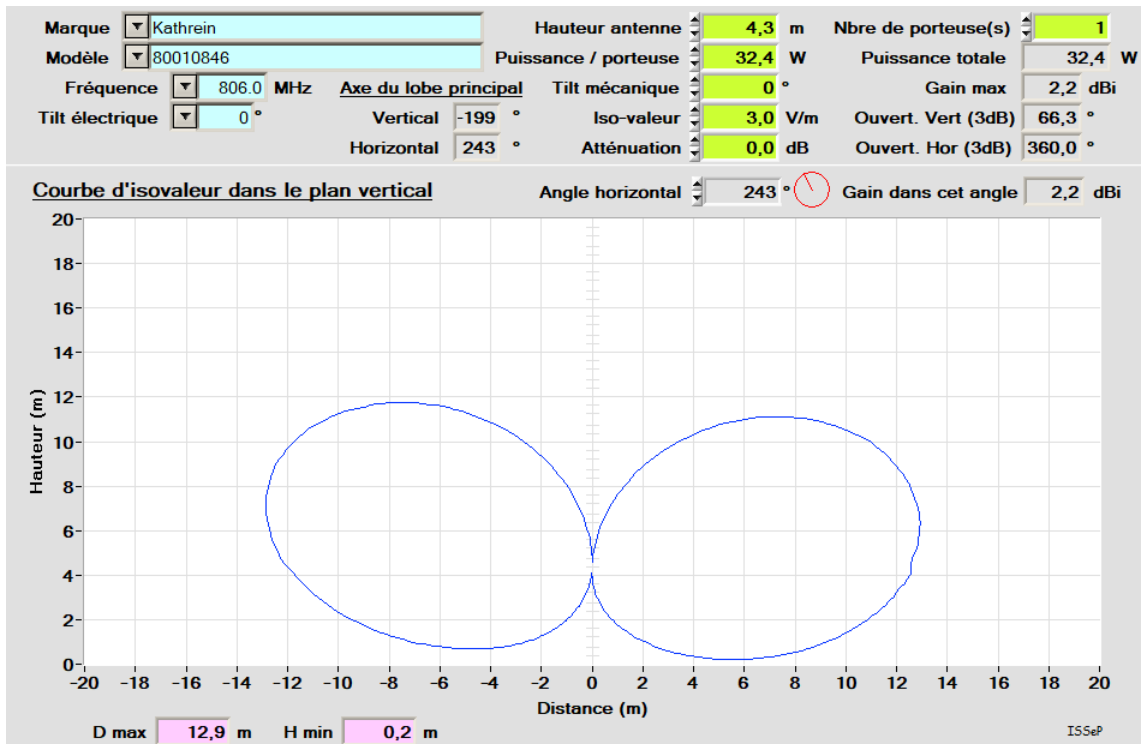 Marque Kathrein Hauteur antenne 4,3 m Nbre de porteuse(s) 1
Modèle 80010846 Puissance / porteuse 32,4 W Puissance totale 32,4 W
Fréquence 806.0 MHz Axe du lobe principal Tilt mécanique 0 ° Gain max 2,2 dBi
Tilt électrique 0 ° Vertical -199 ° Iso-valeur 3,0 V/m Ouvert. Vert (3dB) 66,3 °
Horizontal 243 ° Atténuation 0,0 dB Ouvert. Hor (3dB) 360,0 °
Courbe d'isovaleur dans le plan vertical Angle horizontal 243 ° Gain dans cet angle 2,2 dBi
20
18
16
14
12
10
8
6
4
2
0
Hauteur (m)
-20 -18 -16 -14 -12 -10 -8 -6 -4 -2 0 2 4 6 8 10 12 14 16 18 20
Distance (m)
D max 12,9 m H min 0,2 m ISSeP